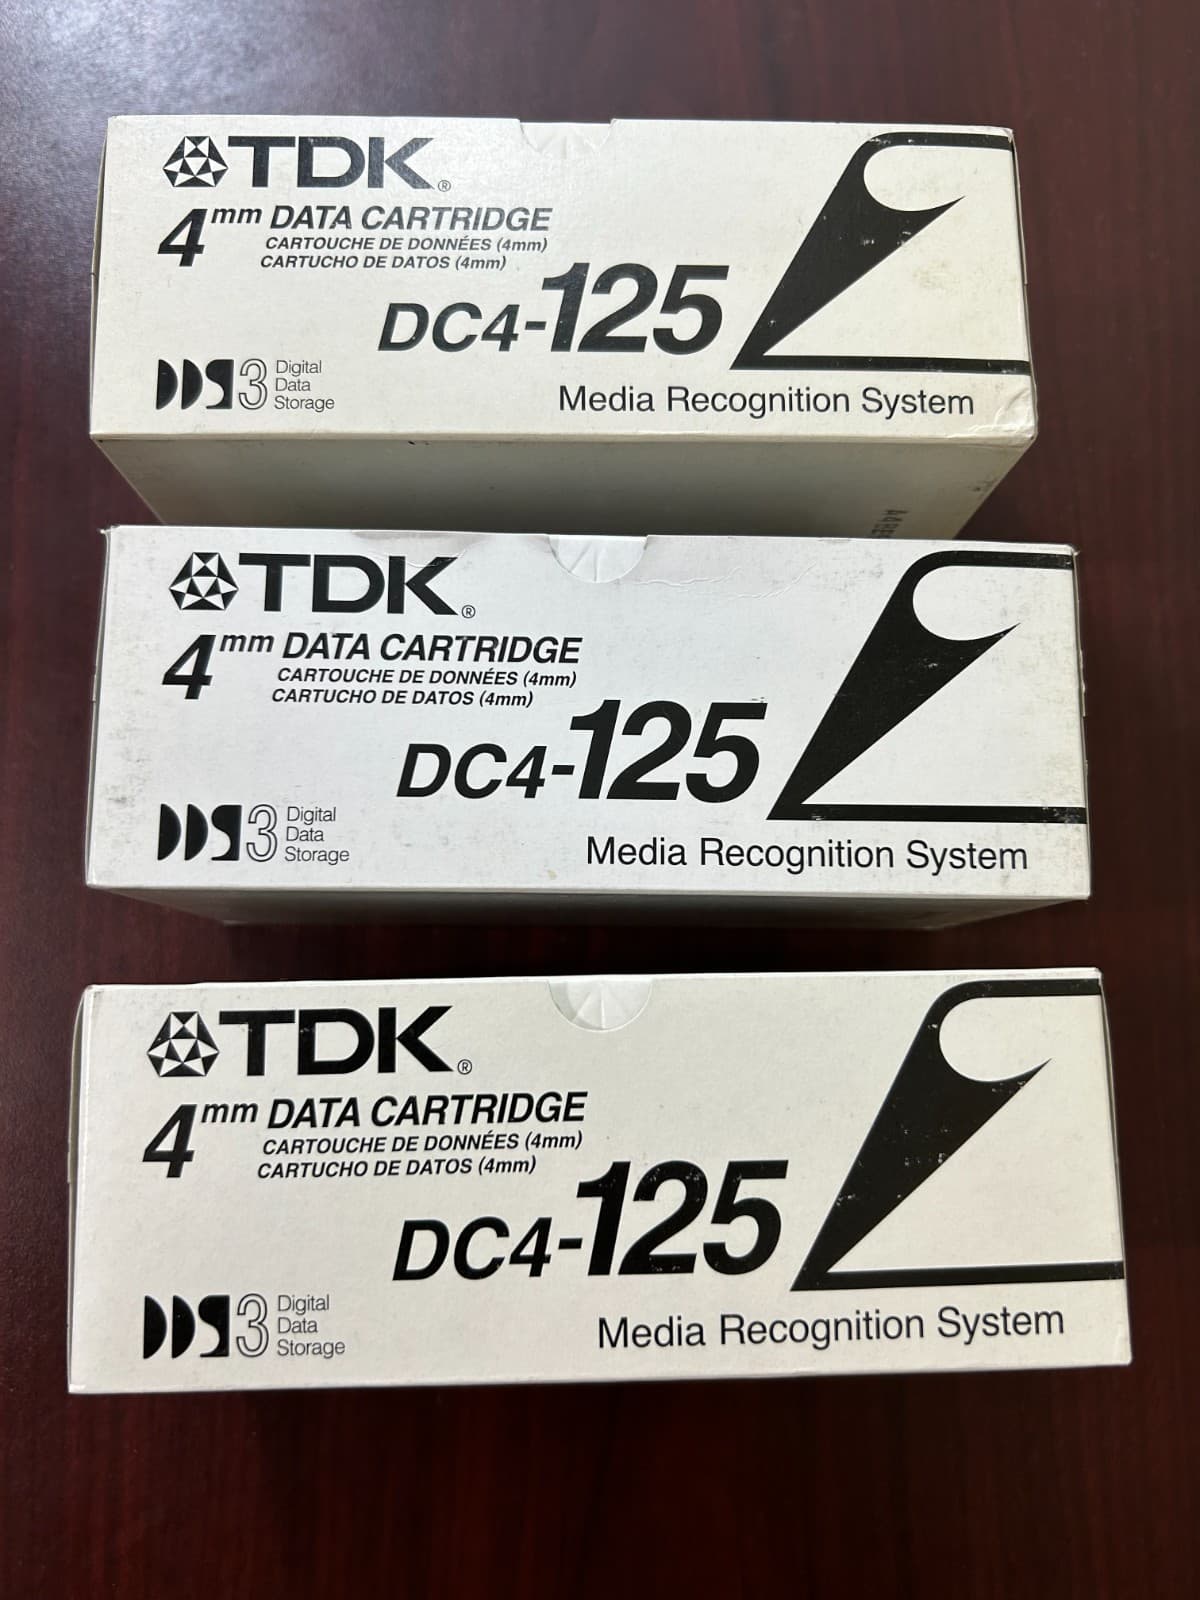 TDK®
4mm DATA CARTRIDGE
CARTOUCHE DE DONNÉES (4mm)
CARTUCHO DE DATOS (4mm)
DC4-125
DDS3 Digital
Data
Storage
Media Recognition System
TDK®
4mm DATA CARTRIDGE
CARTOUCHE DE DONNÉES (4mm)
CARTUCHO DE DATOS (4mm)
DC4-125
DDS3 Digital
Data
Storage
Media Recognition System
TDK®
4mm DATA CARTRIDGE
CARTOUCHE DE DONNÉES (4mm)
CARTUCHO DE DATOS (4mm)
DC4-125
DDS3 Digital
Data
Storage
Media Recognition System